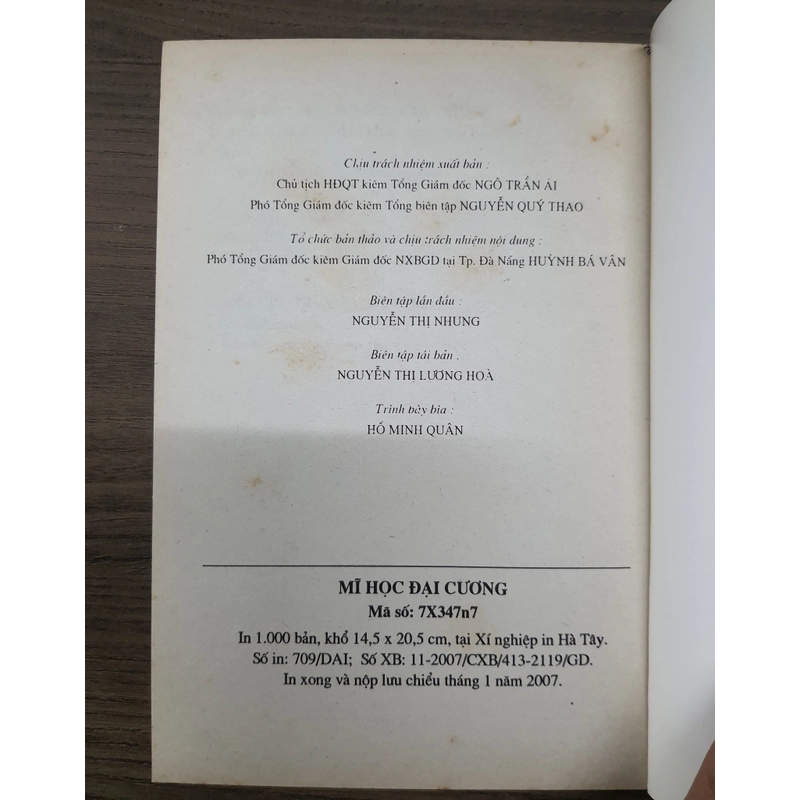 Chịu trách nhiệm xuất bản :
Chủ tịch HĐQT kiêm Tổng Giám đốc NGÔ TRẦN ÁI
Phó Tổng Giám đốc kiêm Tổng biên tập NGUYỄN QUÝ THAO
Tổ chức bản thảo và chịu trách nhiệm nội dung :
Phó Tổng Giám đốc kiêm Giám đốc NXBGD tại Tp. Đà Nẵng HUỲNH BÁ VÂN
Biên tập lần đầu :
NGUYỄN THỊ NHUNG
Biên tập tái bản :
NGUYỄN THỊ LƯƠNG HOÀ
Trình bày bìa :
HỒ MINH QUÂN
MĨ HỌC ĐẠI CƯƠNG
Mã số: 7X347n7
In 1.000 bản, khổ 14,5 x 20,5 cm, tại Xí nghiệp in Hà Tây.
Số in: 709/DAI; Số XB: 11-2007/CXB/413-2119/GD.
In xong và nộp lưu chiểu tháng 1 năm 2007.